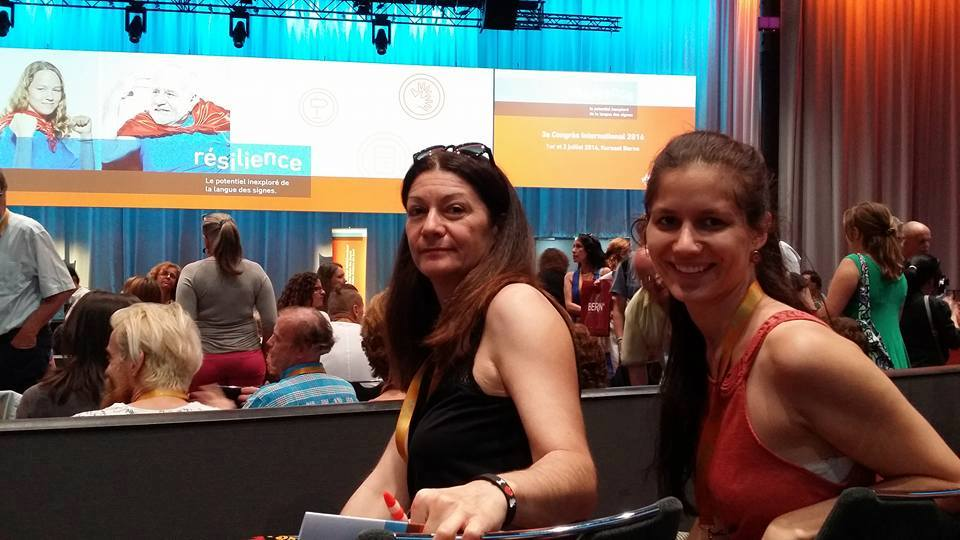 résilience
Le potentiel inexploré de
la langue des signes.
le potentiel inexploré
de la langue des signes
3e Congrès International 2016
1er et 2 juillet 2016, Kursaal Berne
BERN